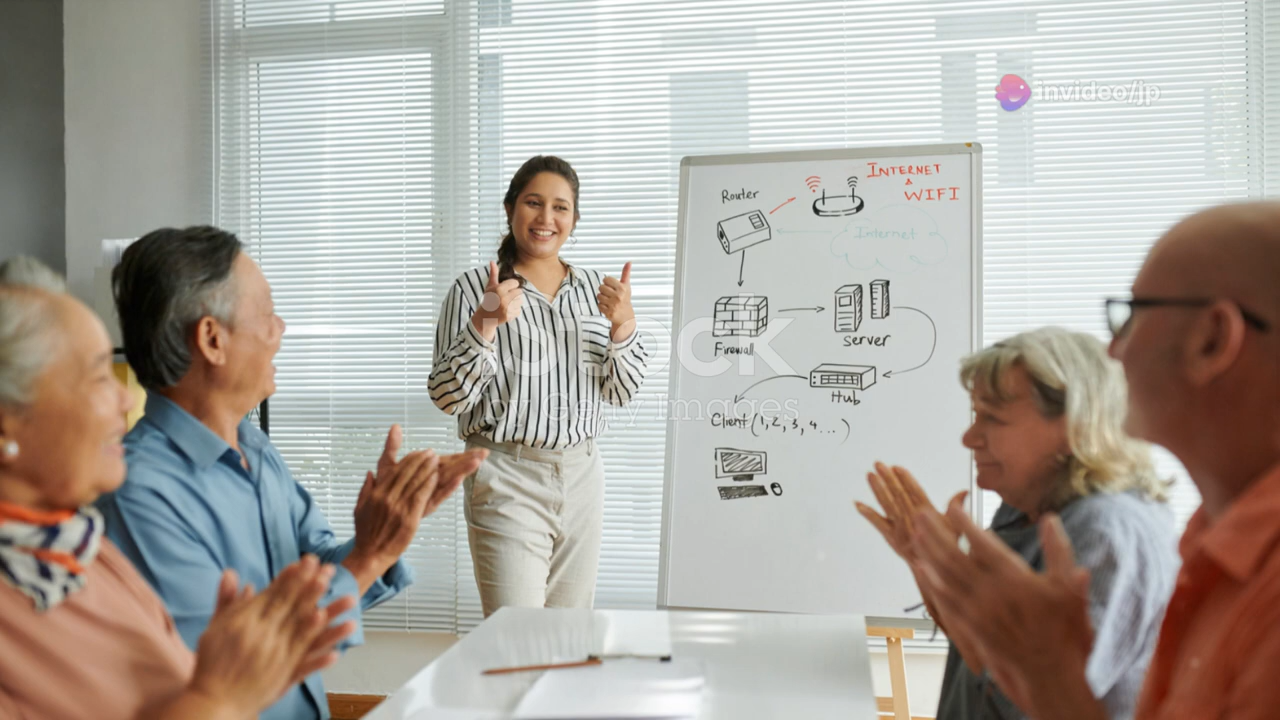 invideo/jp
INTERNET
&
WIFI
Router
Internet
Firewall
Server
Hub
Client (1, 2, 3, 4...)
iStock
by Getty Images